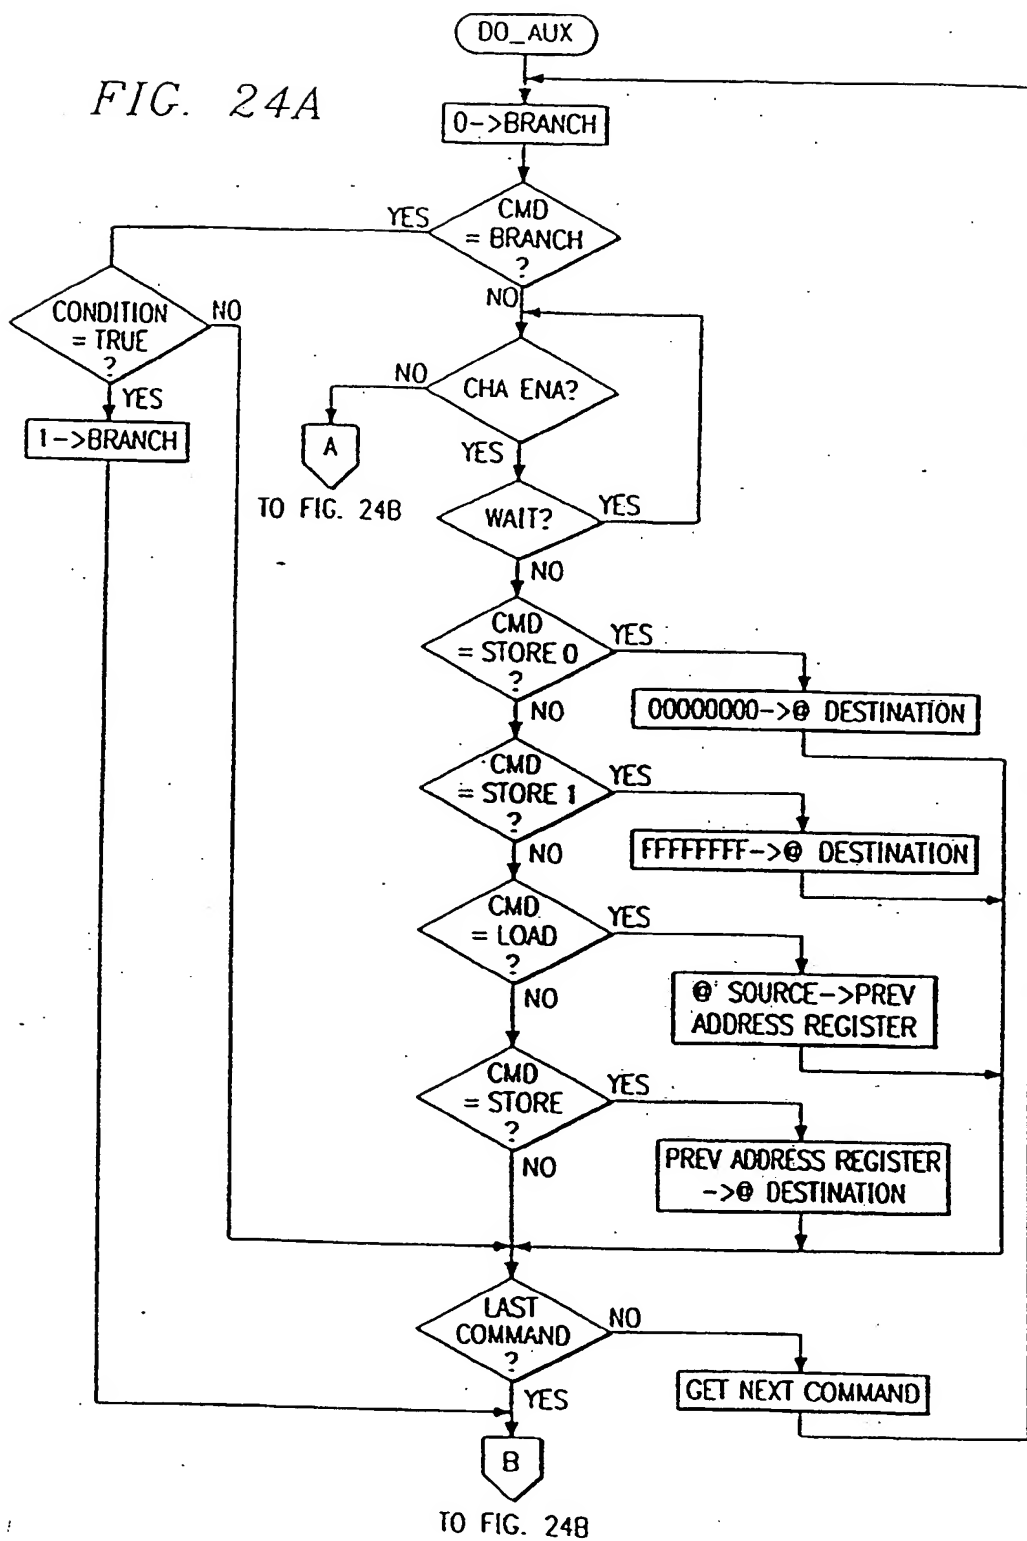 DO_AUX
FIG. 24A
0->BRANCH
CMD
= BRANCH
?
YES
NO
CONDITION
= TRUE
?
NO
YES
1->BRANCH
CHA ENA?
NO
YES
A
TO FIG. 24B
WAIT?
YES
NO
CMD
= STORE 0
?
YES
NO
00000000->@ DESTINATION
CMD
= STORE 1
?
YES
NO
FFFFFFFF->@ DESTINATION
CMD
= LOAD
?
YES
NO
@ SOURCE->PREV
ADDRESS REGISTER
CMD
= STORE
?
YES
NO
PREV ADDRESS REGISTER
->@ DESTINATION
LAST
COMMAND
?
NO
YES
GET NEXT COMMAND
B
TO FIG. 24B